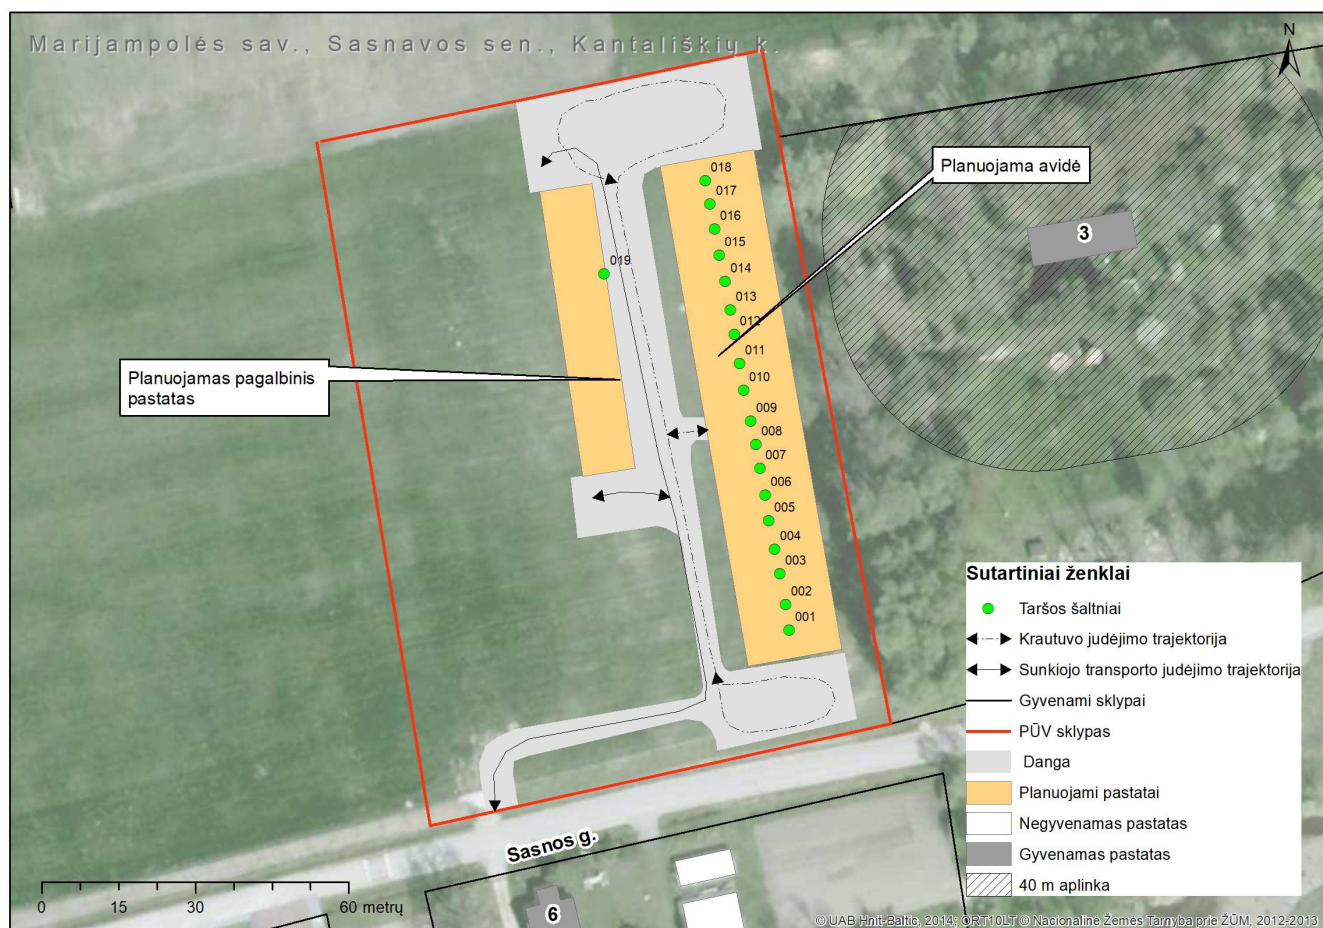 Marijampolės sav., Sasnavos sen., Kantališkių k.
N
Planuojama avidė
3
018
017
016
015
019
014
013
012
011
010
Planuojamas pagalbinis
pastatas
009
008
007
006
005
004
003
002
001
Sutartiniai ženklai
Taršos šaltniai
Krautuvo judėjimo trajektorija
Sunkiojo transporto judėjimo trajektorija
Gyvenami sklypai
PŪV sklypas
Danga
Planuojami pastatai
Negyvenamas pastatas
Gyvenamas pastatas
40 m aplinka
Sasnos g.
6
0 15 30 60 metrų
© UAB Hnit-Baltic, 2014; ORT10LT © Nacionalinė Žemės Tarnyba prie ŽŪM, 2012-2013